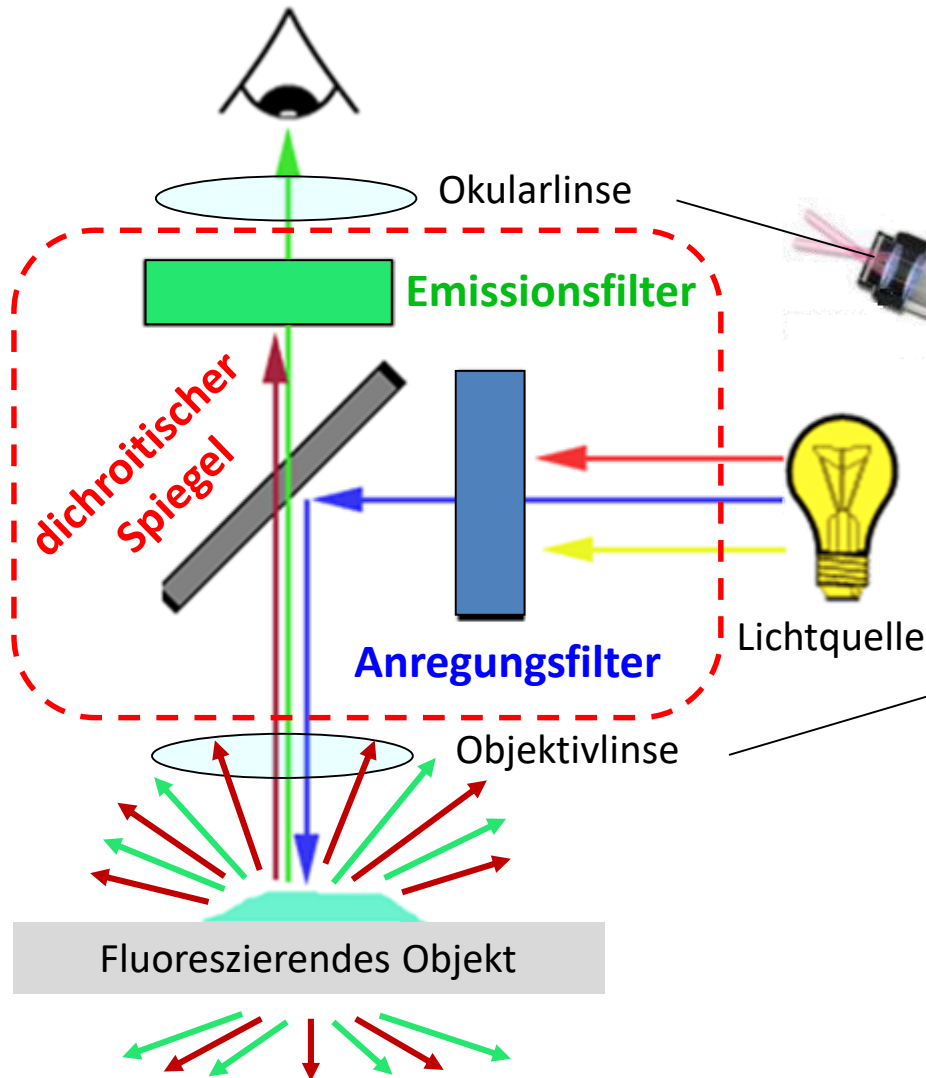 Okularlinse
Emissionsfilter
dichroitischer
Spiegel
Lichtquelle
Anregungsfilter
Objektivlinse
Fluoreszierendes Objekt